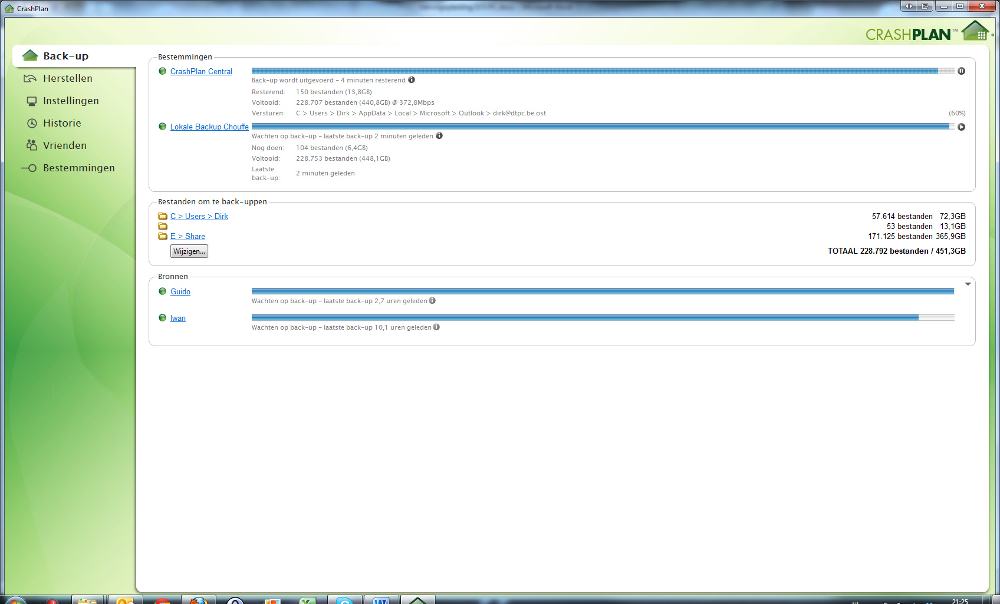 CrashPlan
CRASHPLAN™
Back-up
Herstellen
Instellingen
Historie
Vrienden
Bestemmingen
Bestemmingen
CrashPlan Central
Back-up wordt uitgevoerd - 4 minuten resterend
Resterend: 150 bestanden (13,8GB)
Voltooid: 228.707 bestanden (440,8GB) @ 372,8Mbps
Versturen: C > Users > Dirk > AppData > Local > Microsoft > Outlook > dirk@dtpc.be.ost (60%)
Lokale Backup Chouffe
Wachten op back-up - laatste back-up 2 minuten geleden
Nog doen: 104 bestanden (6,4GB)
Voltooid: 228.753 bestanden (448,1GB)
Laatste back-up: 2 minuten geleden
Bestanden om te back-uppen
C > Users > Dirk 57.614 bestanden 72,3GB
53 bestanden 13,1GB
E > Share 171.125 bestanden 365,9GB
Wijzigen... TOTAAL 228.792 bestanden / 451,3GB
Bronnen
Guido
Wachten op back-up - laatste back-up 2,7 uren geleden
Iwan
Wachten op back-up - laatste back-up 10,1 uren geleden
21:25